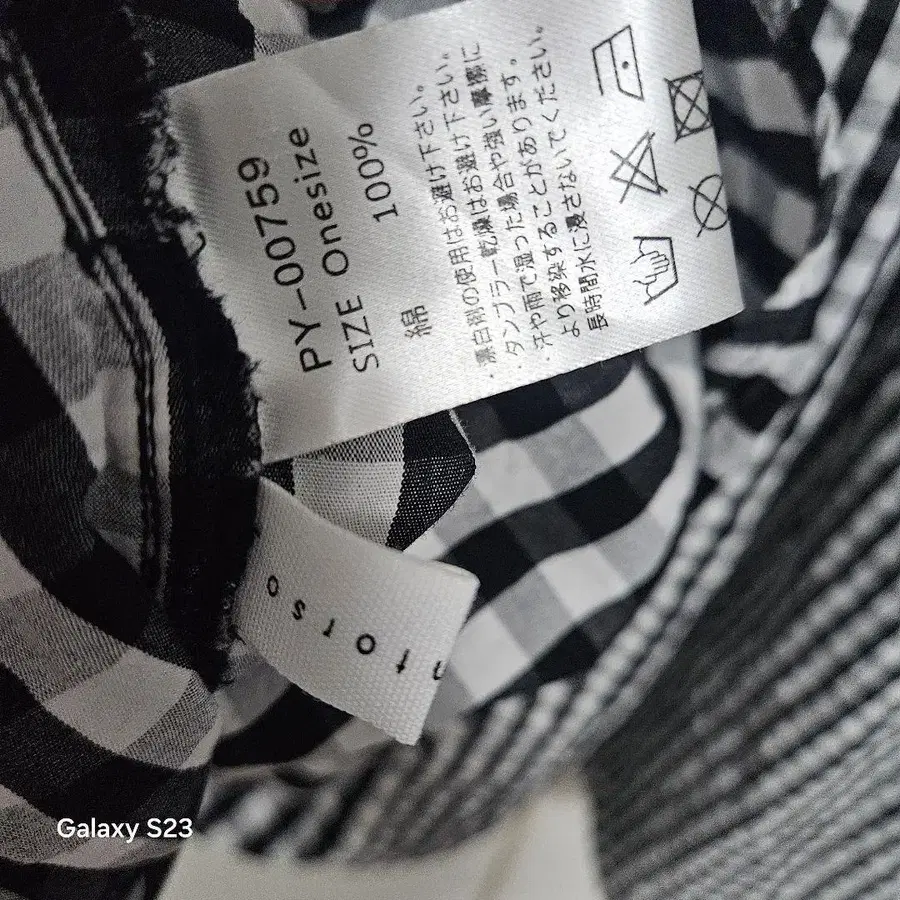 PY-00759
SIZE Onesize
綿 100%
・漂白剤の使用はお避け下さい。
・タンブラー乾燥はお避け下さい。
・汗や雨で湿った場合や強い摩擦に
より移染することがあります。
長時間水に浸さないでください。
torso
Galaxy S23